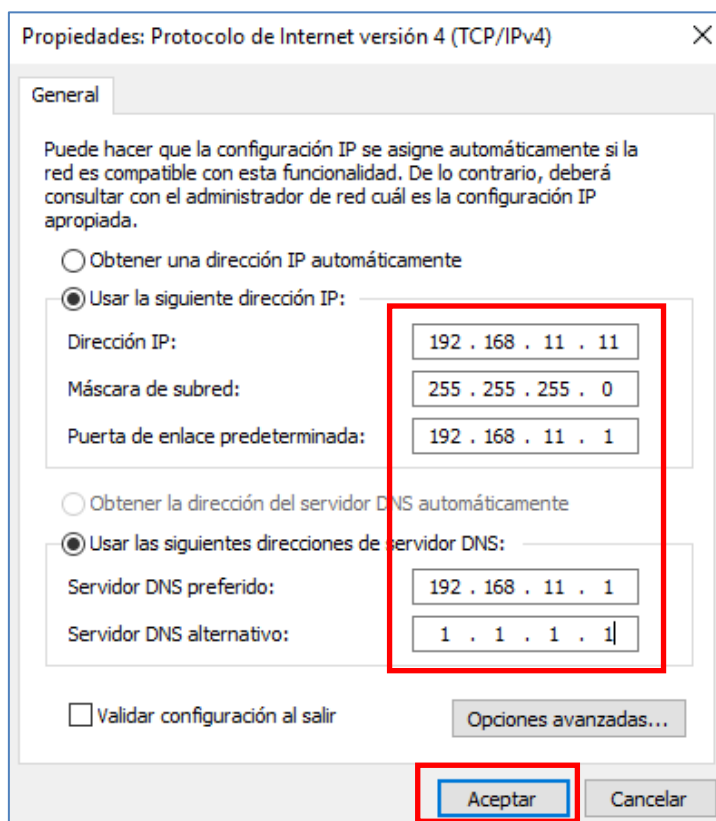 Propiedades: Protocolo de Internet versión 4 (TCP/IPv4)
General
Puede hacer que la configuración IP se asigne automáticamente si la
red es compatible con esta funcionalidad. De lo contrario, deberá
consultar con el administrador de red cuál es la configuración IP
apropiada.
Obtener una dirección IP automáticamente
Usar la siguiente dirección IP:
Dirección IP: 192 . 168 . 11 . 11
Máscara de subred: 255 . 255 . 255 . 0
Puerta de enlace predeterminada: 192 . 168 . 11 . 1
Obtener la dirección del servidor DNS automáticamente
Usar las siguientes direcciones de servidor DNS:
Servidor DNS preferido: 192 . 168 . 11 . 1
Servidor DNS alternativo: 1 . 1 . 1 . 1
Validar configuración al salir Opciones avanzadas...
Aceptar Cancelar